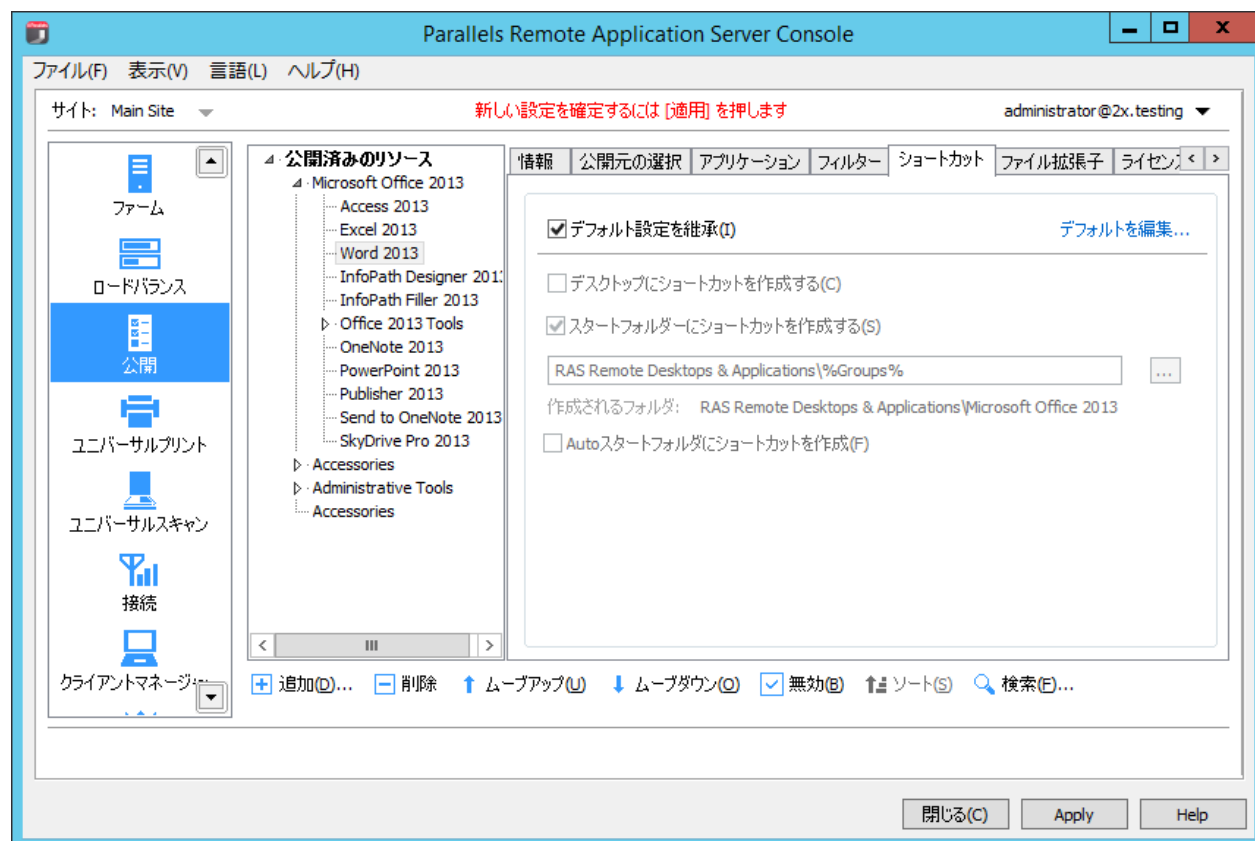 Parallels Remote Application Server Console
ファイル(F) 表示(V) 言語(L) ヘルプ(H)
サイト: Main Site
新しい設定を確定するには [適用] を押します
administrator@2x.testing
ファーム
ロードバランス
公開
ユニバーサルプリント
ユニバーサルスキャン
接続
クライアントマネージ
公開済みのリソース
Microsoft Office 2013
Access 2013
Excel 2013
Word 2013
InfoPath Designer 201
InfoPath Filler 2013
Office 2013 Tools
OneNote 2013
PowerPoint 2013
Publisher 2013
Send to OneNote 2013
SkyDrive Pro 2013
Accessories
Administrative Tools
Accessories
情報 公開元の選択 アプリケーション フィルター ショートカット ファイル拡張子 ライセン
デフォルト設定を継承(I) デフォルトを編集...
デスクトップにショートカットを作成する(C)
スタートフォルダーにショートカットを作成する(S)
RAS Remote Desktops & Applications\%Groups% ...
作成されるフォルダ: RAS Remote Desktops & Applications\Microsoft Office 2013
Autoスタートフォルダにショートカットを作成(F)
追加(D)... 削除 ムーブアップ(U) ムーブダウン(O) 無効(B) ソート(S) 検索(E)...
閉じる(C) Apply Help